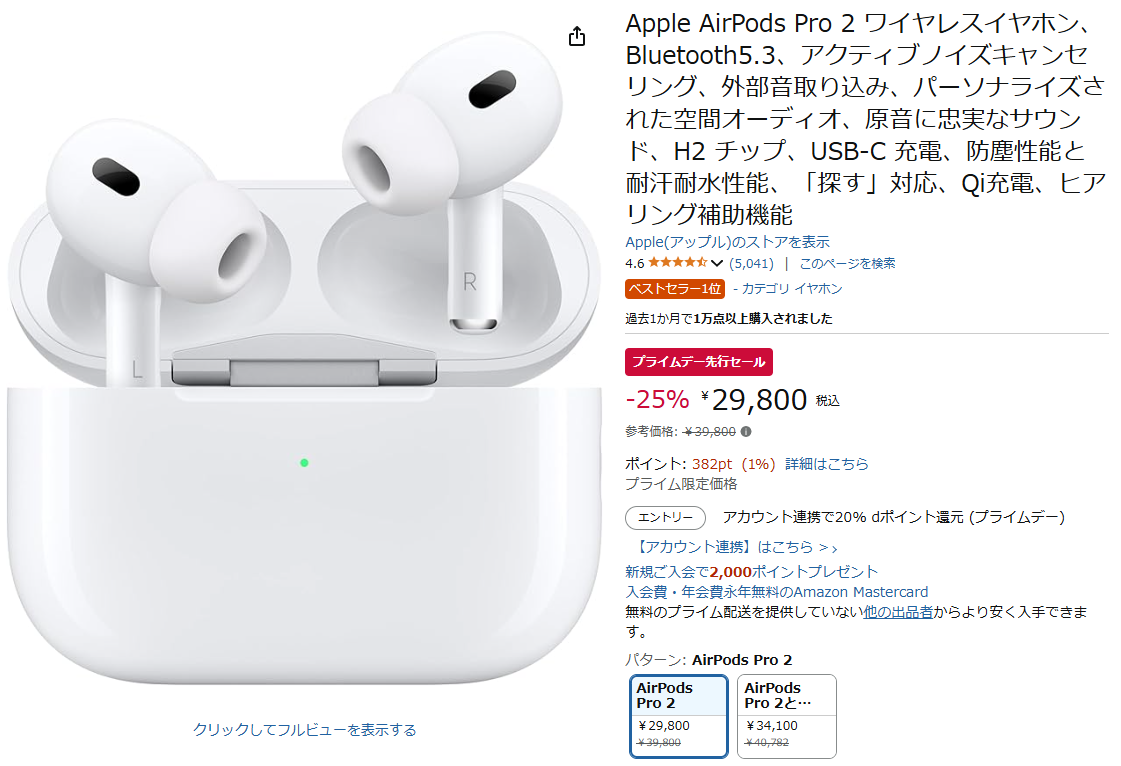 Apple AirPods Pro 2 ワイヤレスイヤホン、
Bluetooth5.3、アクティブノイズキャンセ
リング、外部音取り込み、パーソナライズさ
れた空間オーディオ、原音に忠実なサウン
ド、H2 チップ、USB-C 充電、防塵性能と
耐汗耐水性能、「探す」対応、Qi充電、ヒア
リング補助機能
Apple(アップル)のストアを表示
4.6 (5,041) | このページを検索
ベストセラー1位 - カテゴリ イヤホン
過去1か月で1万点以上購入されました
プライムデー先行セール
-25% ¥29,800 税込
参考価格: ¥39,800
ポイント: 382pt (1%) 詳細はこちら
プライム限定価格
エントリー アカウント連携で20% dポイント還元 (プライムデー)
【アカウント連携】はこちら >
新規ご入会で2,000ポイントプレゼント
入会費・年会費永年無料のAmazon Mastercard
無料のプライム配送を提供していない他の出品者からより安く入手できま
す。
パターン: AirPods Pro 2
AirPods
Pro 2
¥29,800
¥39,800
AirPods
Pro 2と…
¥34,100
¥40,782
L
R
クリックしてフルビューを表示する